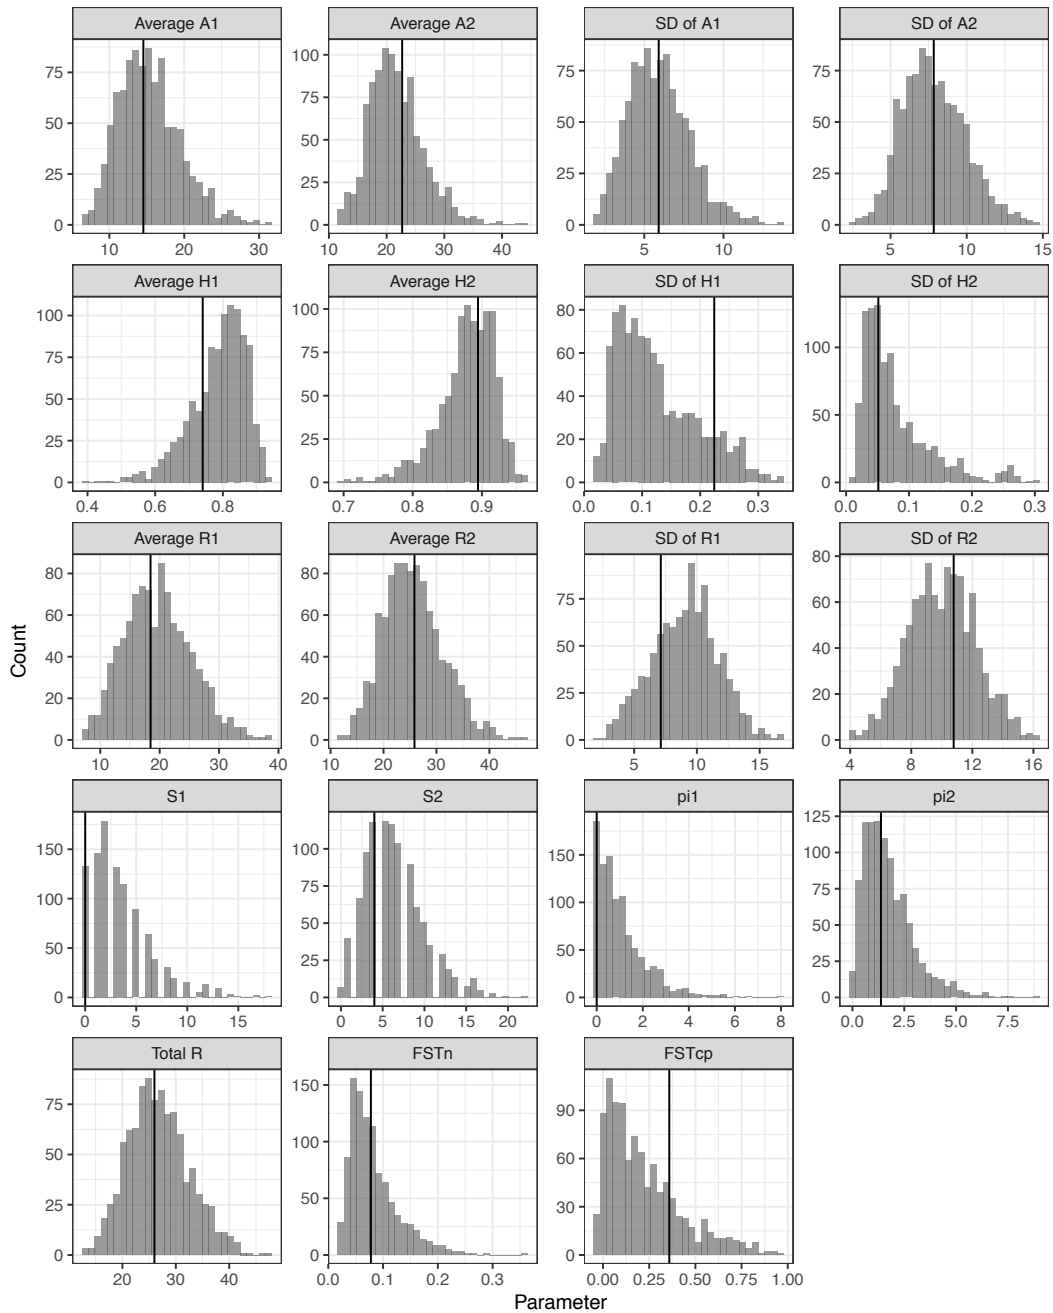 Average A1 Average A2 SD of A1 SD of A2
75 100 75 75
50 75 50 50
25 50 25 25
0 25 0 0
0
10 20 30 10 20 30 40 5 10 5 10 15
Average H1 Average H2 SD of H1 SD of H2
100 100 80 100
75 75 60 50
50 50 40 0
25 25 20
0 0 0
0.4 0.6 0.8 0.7 0.8 0.9 0.0 0.1 0.2 0.3 0.0 0.1 0.2 0.3
Average R1 Average R2 SD of R1 SD of R2
80 80 75 80
60 60 50 60
40 40 25 40
20 20 0 20
0 0 0
10 20 30 40 10 20 30 40 5 10 15 4 8 12 16
S1 S2 pi1 pi2
150 100 150 125
100 75 100 100
50 50 50 75
0 25 0 50
0 25
0
0 5 10 15 0 5 10 15 20 0 2 4 6 8 0.0 2.5 5.0 7.5
Total R FSTn FSTcp
75 150 90
50 100 60
25 50 30
0 0 0
20 30 40 0.0 0.1 0.2 0.3 0.00 0.25 0.50 0.75 1.00
Count
Parameter